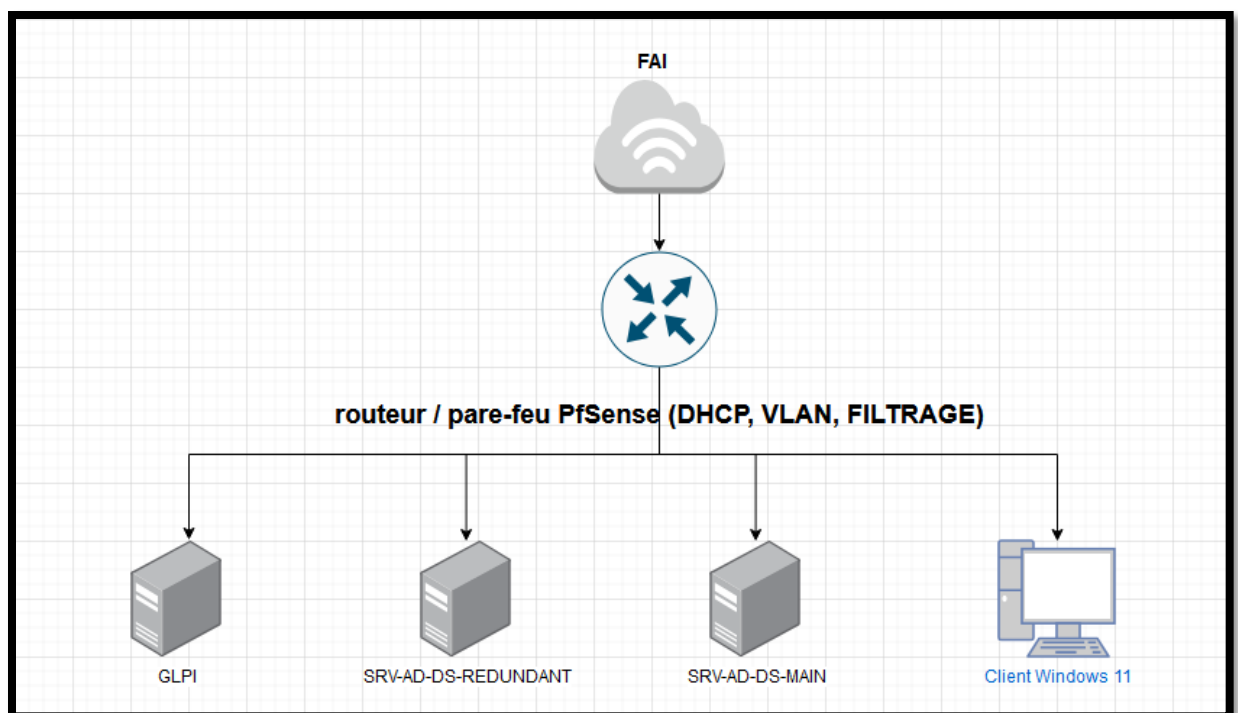 FAI
routeur / pare-feu PfSense (DHCP, VLAN, FILTRAGE)
GLPI
SRV-AD-DS-REDUNDANT
SRV-AD-DS-MAIN
Client Windows 11